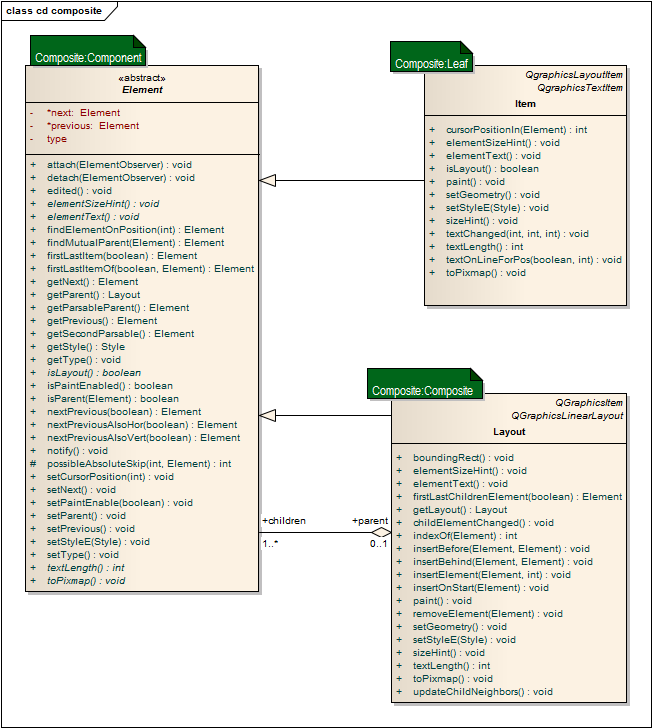 class cd composite
Composite:Component
«abstract»
Element
- *next: Element
- *previous: Element
- type
+ attach(ElementObserver) : void
+ detach(ElementObserver) : void
+ edited() : void
+ elementSizeHint() : void
+ elementText() : void
+ findElementOnPosition(int) : Element
+ findMutualParent(Element) : Element
+ firstLastItem(boolean) : Element
+ firstLastItemOf(boolean, Element) : Element
+ getNext() : Element
+ getParent() : Layout
+ getParsableParent() : Element
+ getPrevious() : Element
+ getSecondParsable() : Element
+ getStyle() : Style
+ getType() : void
+ isLayout() : boolean
+ isPaintEnabled() : boolean
+ isParent(Element) : boolean
+ nextPrevious(boolean) : Element
+ nextPreviousAlsoHor(boolean) : Element
+ nextPreviousAlsoVert(boolean) : Element
+ notify() : void
# possibleAbsoluteSkip(int, Element) : int
+ setCursorPosition(int) : void
+ setNext() : void
+ setPaintEnable(boolean) : void
+ setParent() : void
+ setPrevious() : void
+ setStyleE(Style) : void
+ setType() : void
+ textLength() : int
+ toPixmap() : void
Composite:Leaf
QgraphicsLayoutItem
QgraphicsTextItem
Item
+ cursorPositionIn(Element) : int
+ elementSizeHint() : void
+ elementText() : void
+ isLayout() : boolean
+ paint() : void
+ setGeometry() : void
+ setStyleE(Style) : void
+ sizeHint() : void
+ textChanged(int, int, int) : void
+ textLength() : int
+ textOnLineForPos(boolean, int) : void
+ toPixmap() : void
Composite:Composite
QGraphicsItem
QGraphicsLinearLayout
Layout
+ boundingRect() : void
+ elementSizeHint() : void
+ elementText() : void
+ firstLastChildrenElement(boolean) : Element
+ getLayout() : Layout
+ childElementChanged() : void
+ indexOf(Element) : int
+ insertBefore(Element, Element) : void
+ insertBehind(Element, Element) : void
+ insertElement(Element, int) : void
+ insertOnStart(Element) : void
+ paint() : void
+ removeElement(Element) : void
+ setGeometry() : void
+ setStyleE(Style) : void
+ sizeHint() : void
+ textLength() : int
+ toPixmap() : void
+ updateChildNeighbors() : void
+children
+parent
1..*
0..1